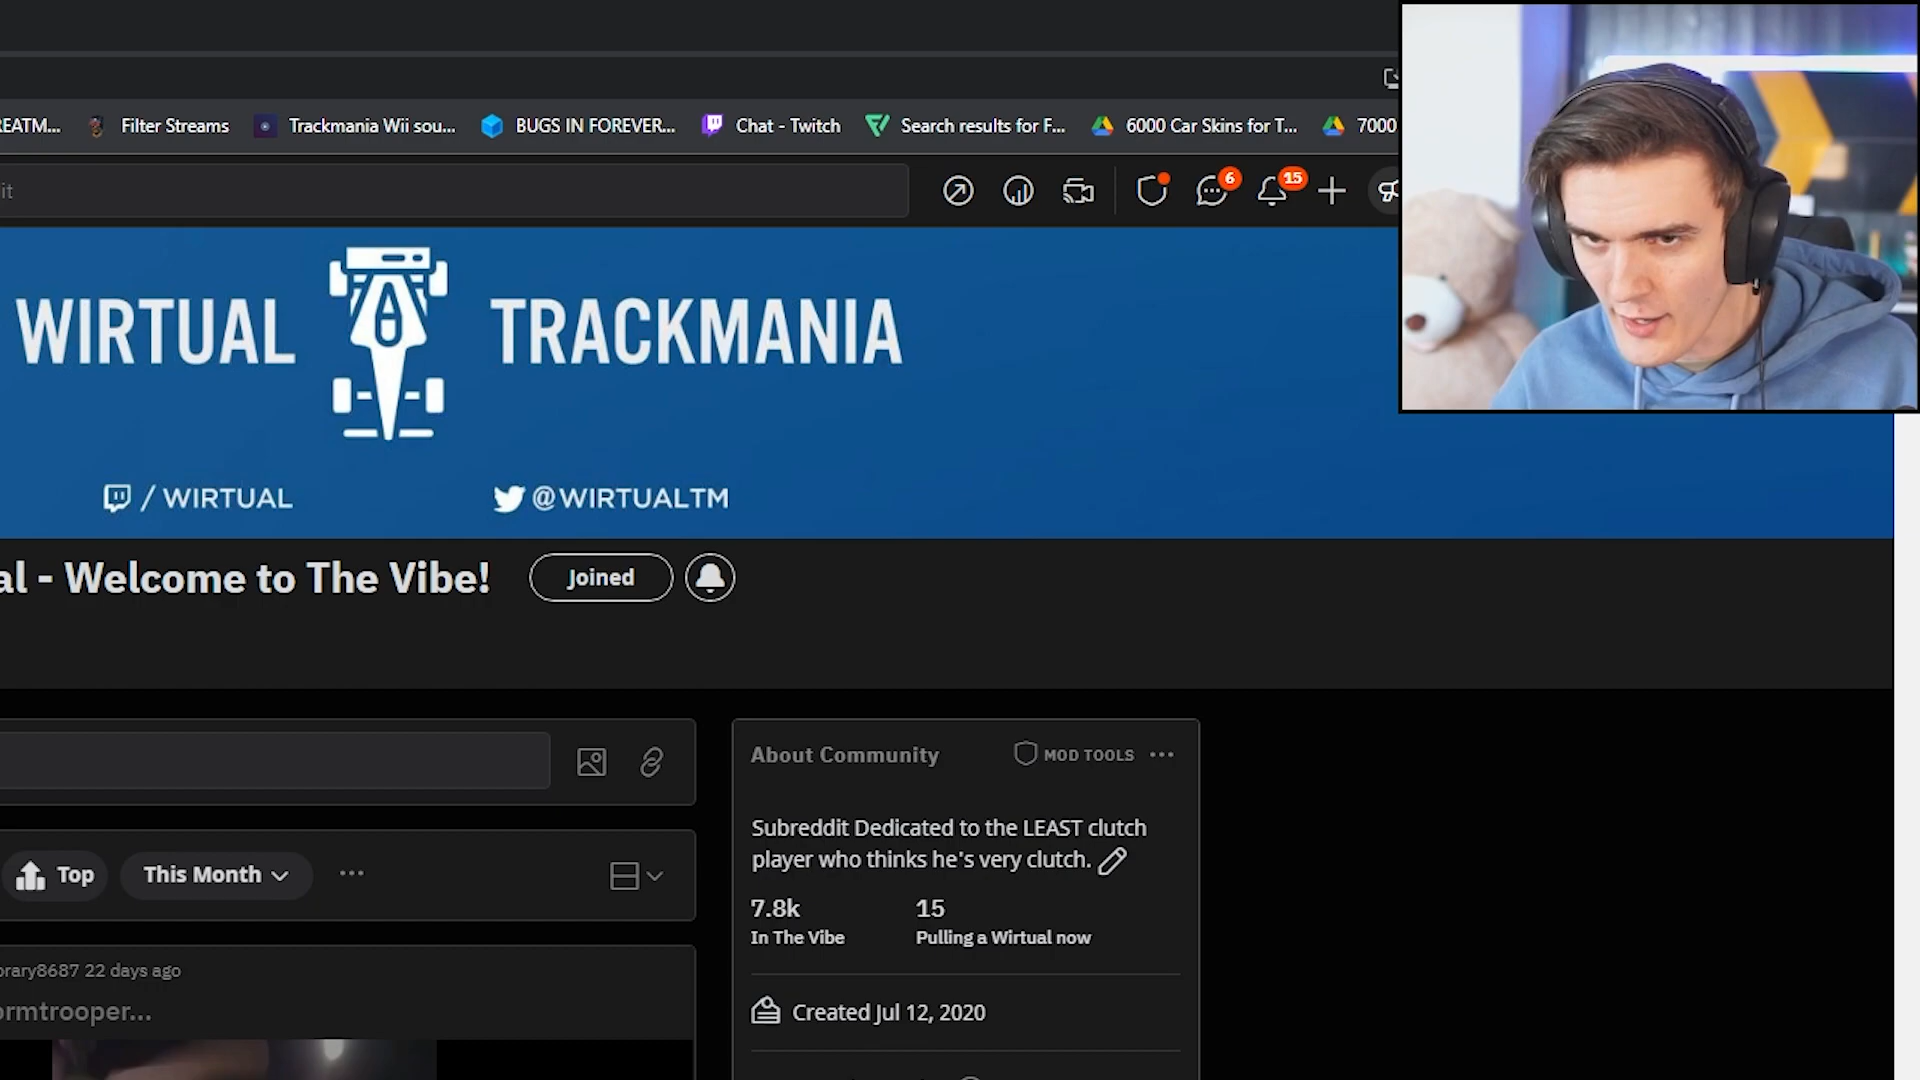 REATM... Filter Streams Trackmania Wii sou... BUGS IN FOREVER... Chat - Twitch Search results for F... 6000 Car Skins for T... 7000
it 6 15
WIRTUAL TRACKMANIA
/ WIRTUAL @WIRTUALTM
al - Welcome to The Vibe! Joined
About Community MOD TOOLS
Subreddit Dedicated to the LEAST clutch
player who thinks he's very clutch.
Top This Month
7.8k 15
In The Vibe Pulling a Wirtual now
orary8687 22 days ago
ormtrooper...
Created Jul 12, 2020